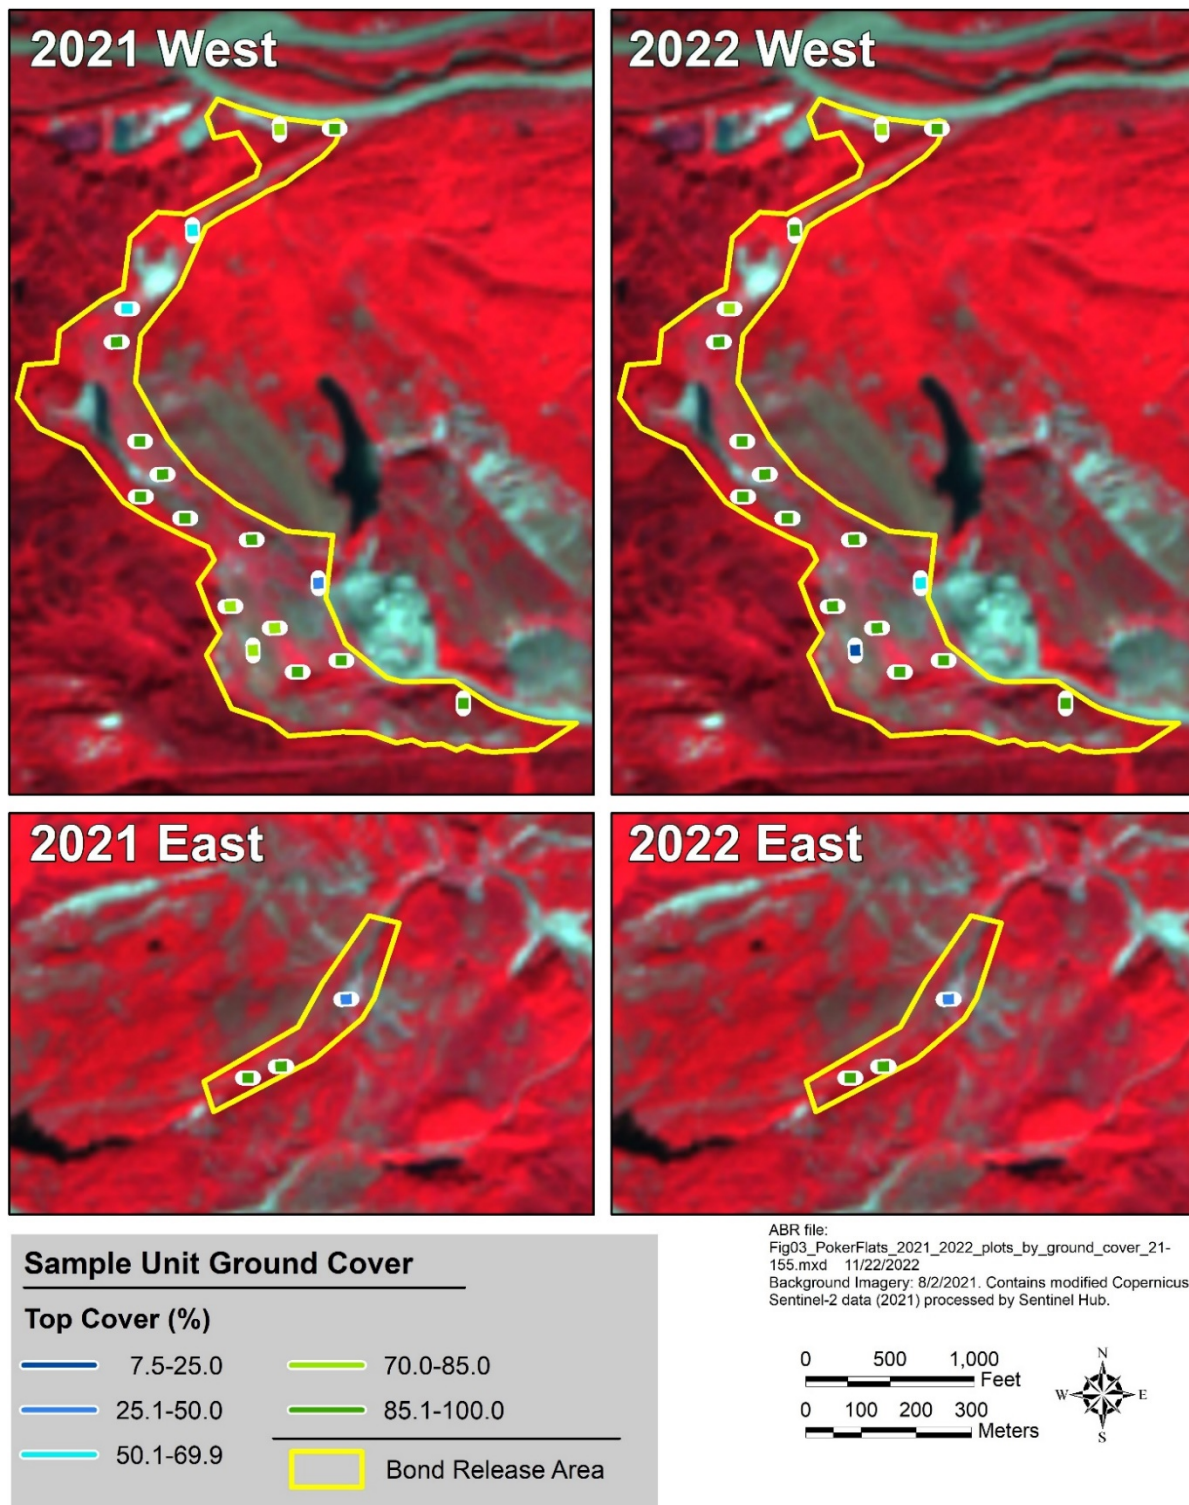 2021 West
2022 West
2021 East
2022 East
Sample Unit Ground Cover
Top Cover (%)
7.5-25.0
25.1-50.0
50.1-69.9
70.0-85.0
85.1-100.0
Bond Release Area
ABR file:
Fig03_PokerFlats_2021_2022_plots_by_ground_cover_21-
155.mxd 11/22/2022
Background Imagery: 8/2/2021. Contains modified Copernicus
Sentinel-2 data (2021) processed by Sentinel Hub.
0 500 1,000
Feet
0 100 200 300
Meters
N
W E
S